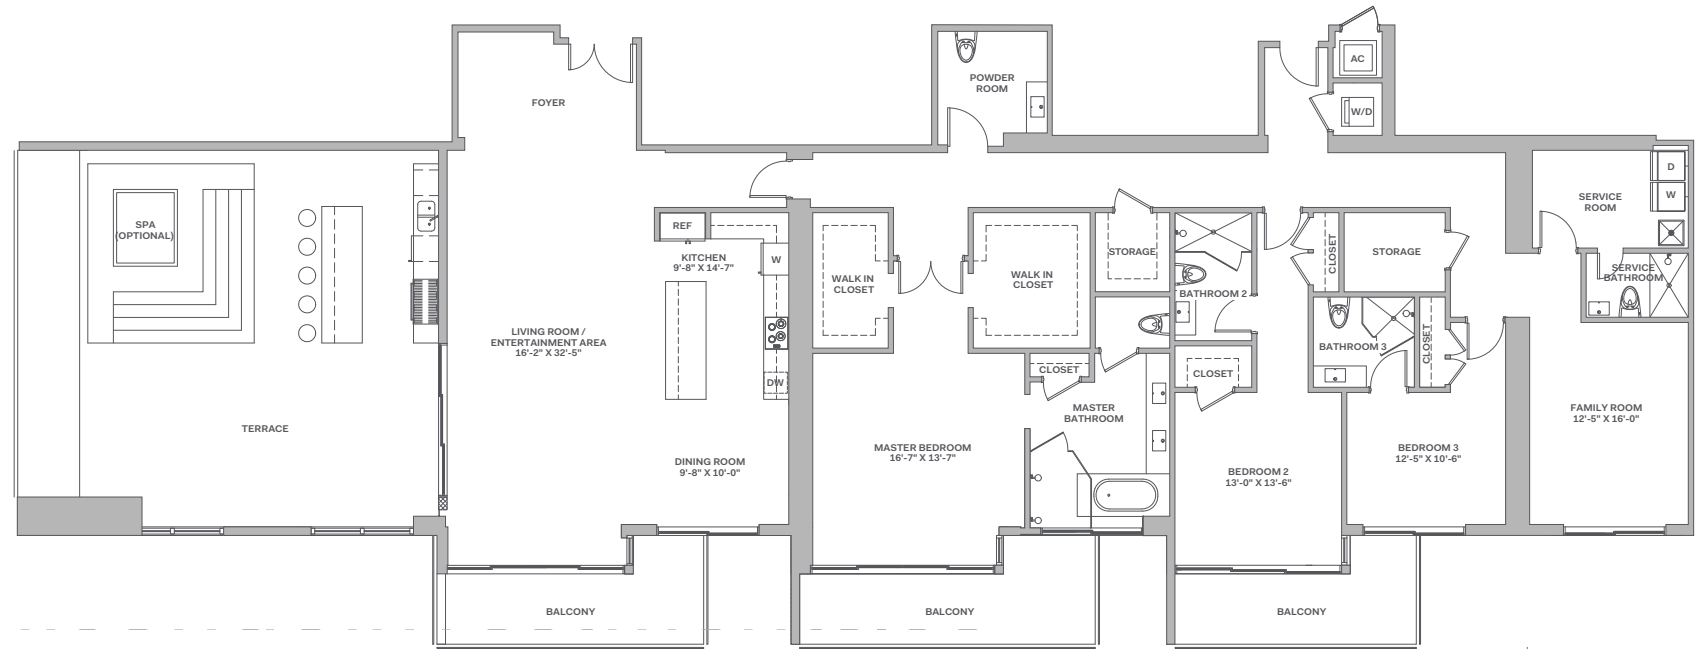 AC
POWDER
ROOM
FOYER
W/D
D
W
SERVICE
ROOM
SPA
(OPTIONAL)
REF
KITCHEN
9'-8" X 14'-7"
W
WALK IN
CLOSET
WALK IN
CLOSET
STORAGE
BATHROOM 2
CLOSET
STORAGE
SERVICE
BATHROOM
LIVING ROOM /
ENTERTAINMENT AREA
16'-2" X 32'-5"
BATHROOM 3
CLOSET
CLOSET
CLOSET
DW
TERRACE
MASTER
BATHROOM
FAMILY ROOM
12'-5" X 16'-0"
MASTER BEDROOM
16'-7" X 13'-7"
BEDROOM 3
12'-5" X 10'-6"
DINING ROOM
9'-8" X 10'-0"
BEDROOM 2
13'-0" X 13'-6"
BALCONY
BALCONY
BALCONY